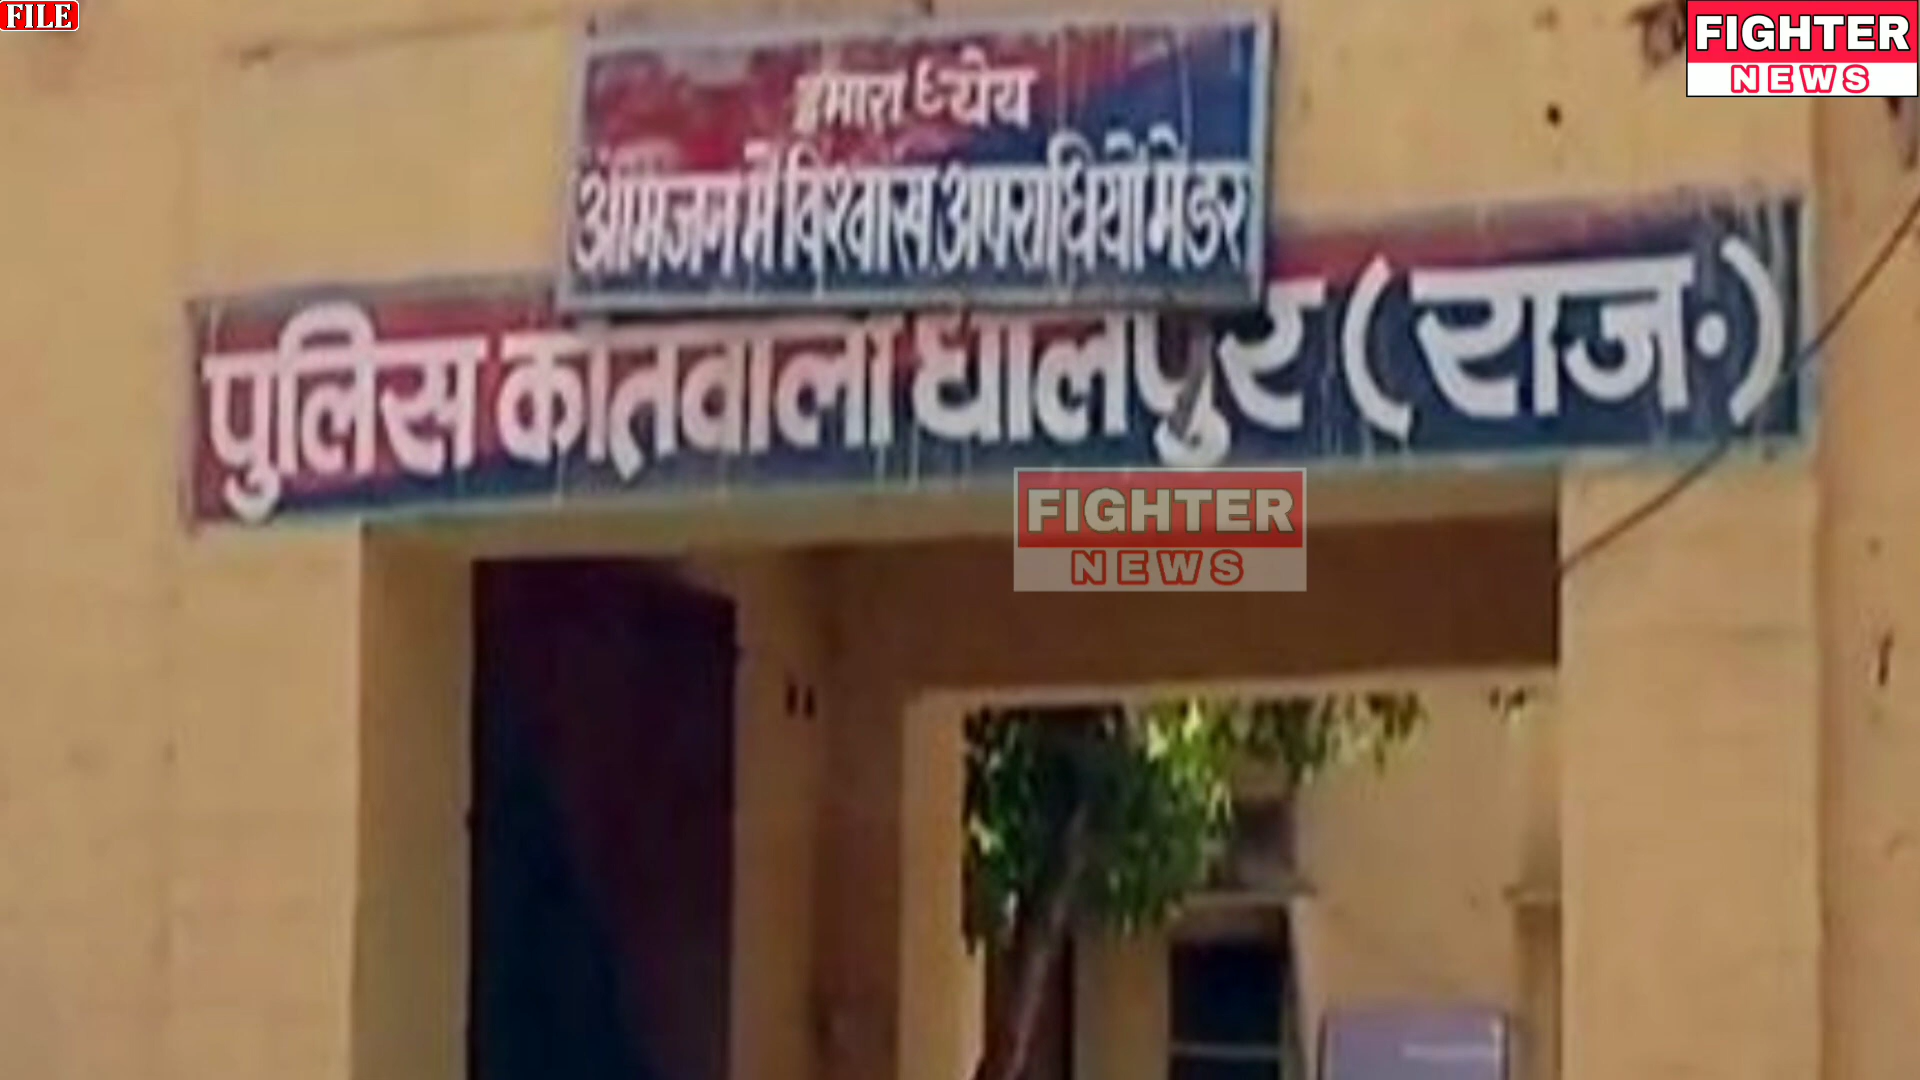 FILE
FIGHTER
NEWS
हमारा ध्येय
आमजन में विश्वास अपराधियों में डर
पुलिस कोतवाली धौलपुर (राज॰)
FIGHTER
NEWS